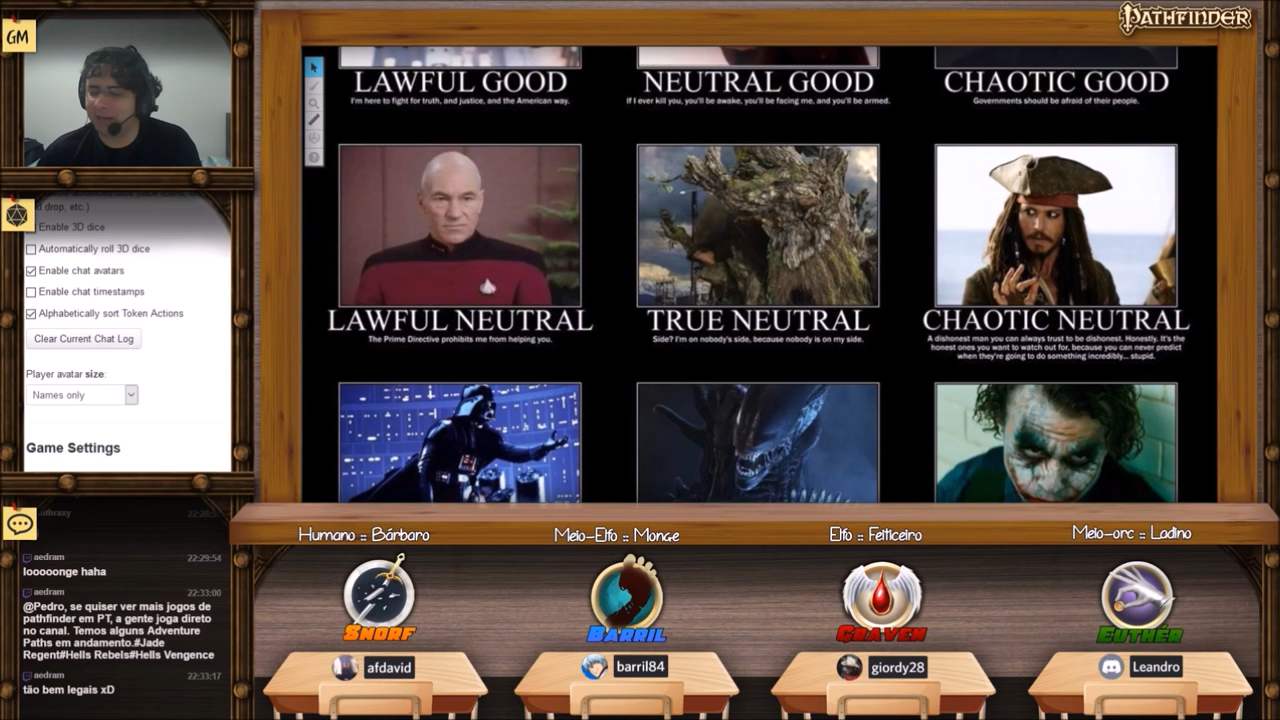 PATHFINDER
GM
LAWFUL GOOD
I'm here to fight for truth, and justice, and the American way.
NEUTRAL GOOD
If I ever kill you, you'll be awake, you'll be facing me, and you'll be armed.
CHAOTIC GOOD
Governments should be afraid of their people.
LAWFUL NEUTRAL
The Prime Directive prohibits me from helping you.
TRUE NEUTRAL
Side? I'm on nobody's side, because nobody is on my side.
CHAOTIC NEUTRAL
A dishonest man you can always trust to be dishonest. Honestly. It's the
honest ones you want to watch out for, because you can never predict
when they're going to do something incredibly... stupid.
drop, etc.)
Enable 3D dice
Automatically roll 3D dice
Enable chat avatars
Enable chat timestamps
Alphabetically sort Token Actions
Clear Current Chat Log
Player avatar size:
Names only
Game Settings
aedram 22:29:54
looooonge haha
aedram 22:33:00
@Pedro, se quiser ver mais jogos de
pathfinder em PT, a gente joga direto
no canal. Temos alguns Adventure
Paths em andamento.#Jade
Regent#Hells Rebels#Hells Vengence
aedram 22:33:17
tão bem legais xD
Humano :: Bárbaro
Meio-Elfo :: Monge
Elfo :: Feiticeiro
Meio-orc :: Ladino
SNORF
BARRIL
GRAVEN
EUTHÉR
afdavid
barril84
giordy28
Leandro